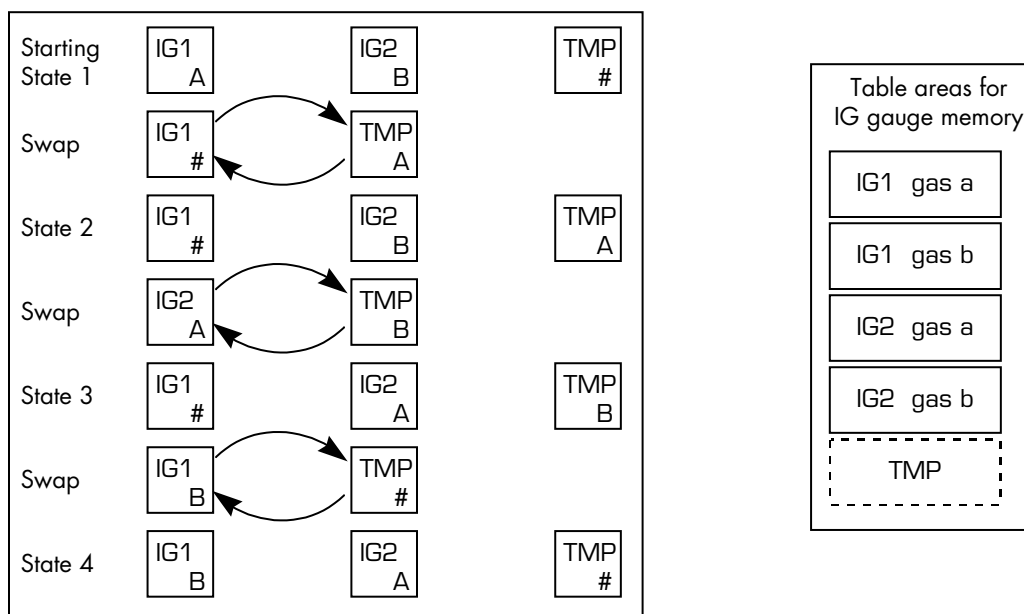 Starting
State 1
IG1
A
IG2
B
TMP
#
Swap
IG1
#
TMP
A
State 2
IG1
#
IG2
B
TMP
A
Swap
IG2
A
TMP
B
State 3
IG1
#
IG2
A
TMP
B
Swap
IG1
B
TMP
#
State 4
IG1
B
IG2
A
TMP
#
Table areas for
IG gauge memory
IG1 gas a
IG1 gas b
IG2 gas a
IG2 gas b
TMP